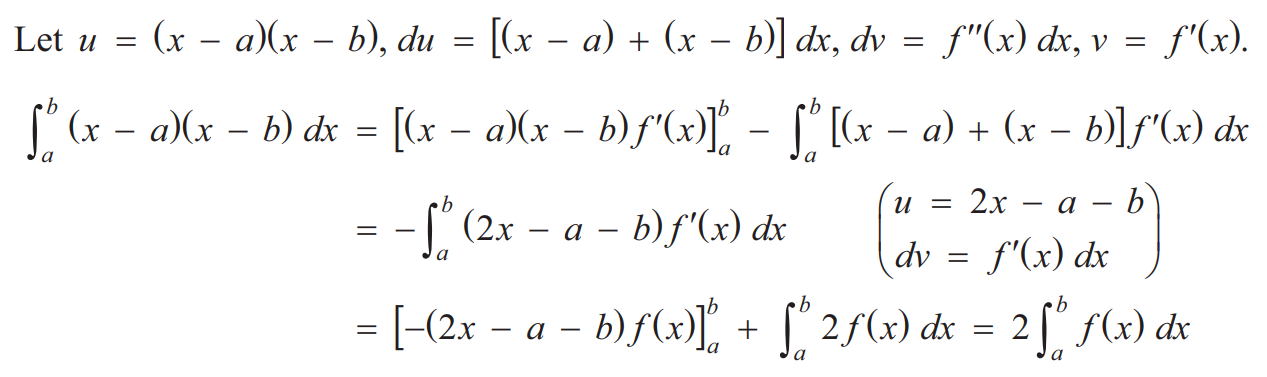 Let u = (x − a)(x − b), du = [(x − a) + (x − b)] dx, dv = f″(x) dx, v = f′(x).
∫_a^b (x − a)(x − b) dx = [(x − a)(x − b) f′(x)]_a^b − ∫_a^b [(x − a) + (x − b)] f′(x) dx
= −∫_a^b (2x − a − b) f′(x) dx (u = 2x − a − b
dv = f′(x) dx)
= [−(2x − a − b) f(x)]_a^b + ∫_a^b 2 f(x) dx = 2∫_a^b f(x) dx